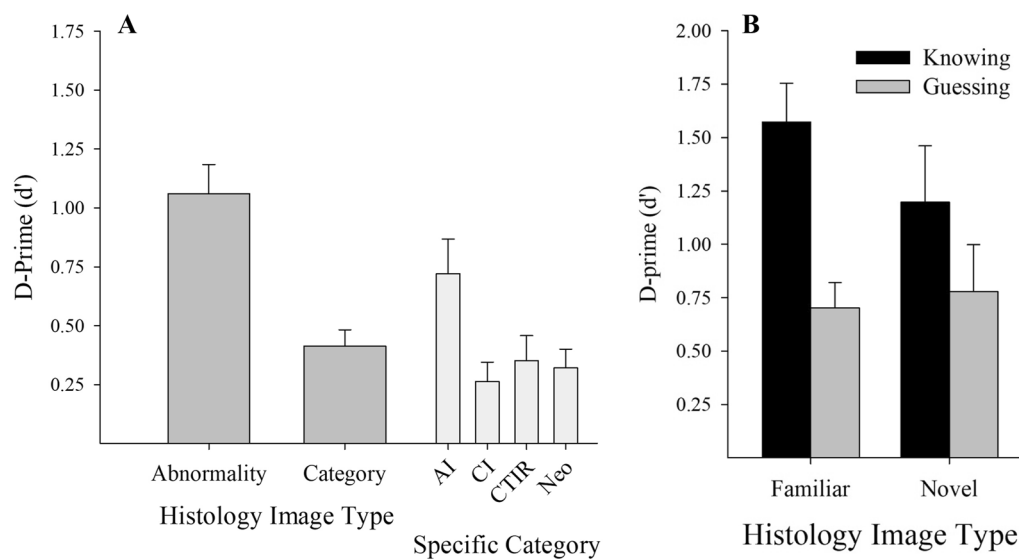 A
D-Prime (d')
1.75
1.50
1.25
1.00
0.75
0.50
0.25
Abnormality
Category
AI
CI
CTIR
Neo
Histology Image Type
Specific Category
B
D-prime (d')
2.00
1.75
1.50
1.25
1.00
0.75
0.50
0.25
Knowing
Guessing
Familiar
Novel
Histology Image Type